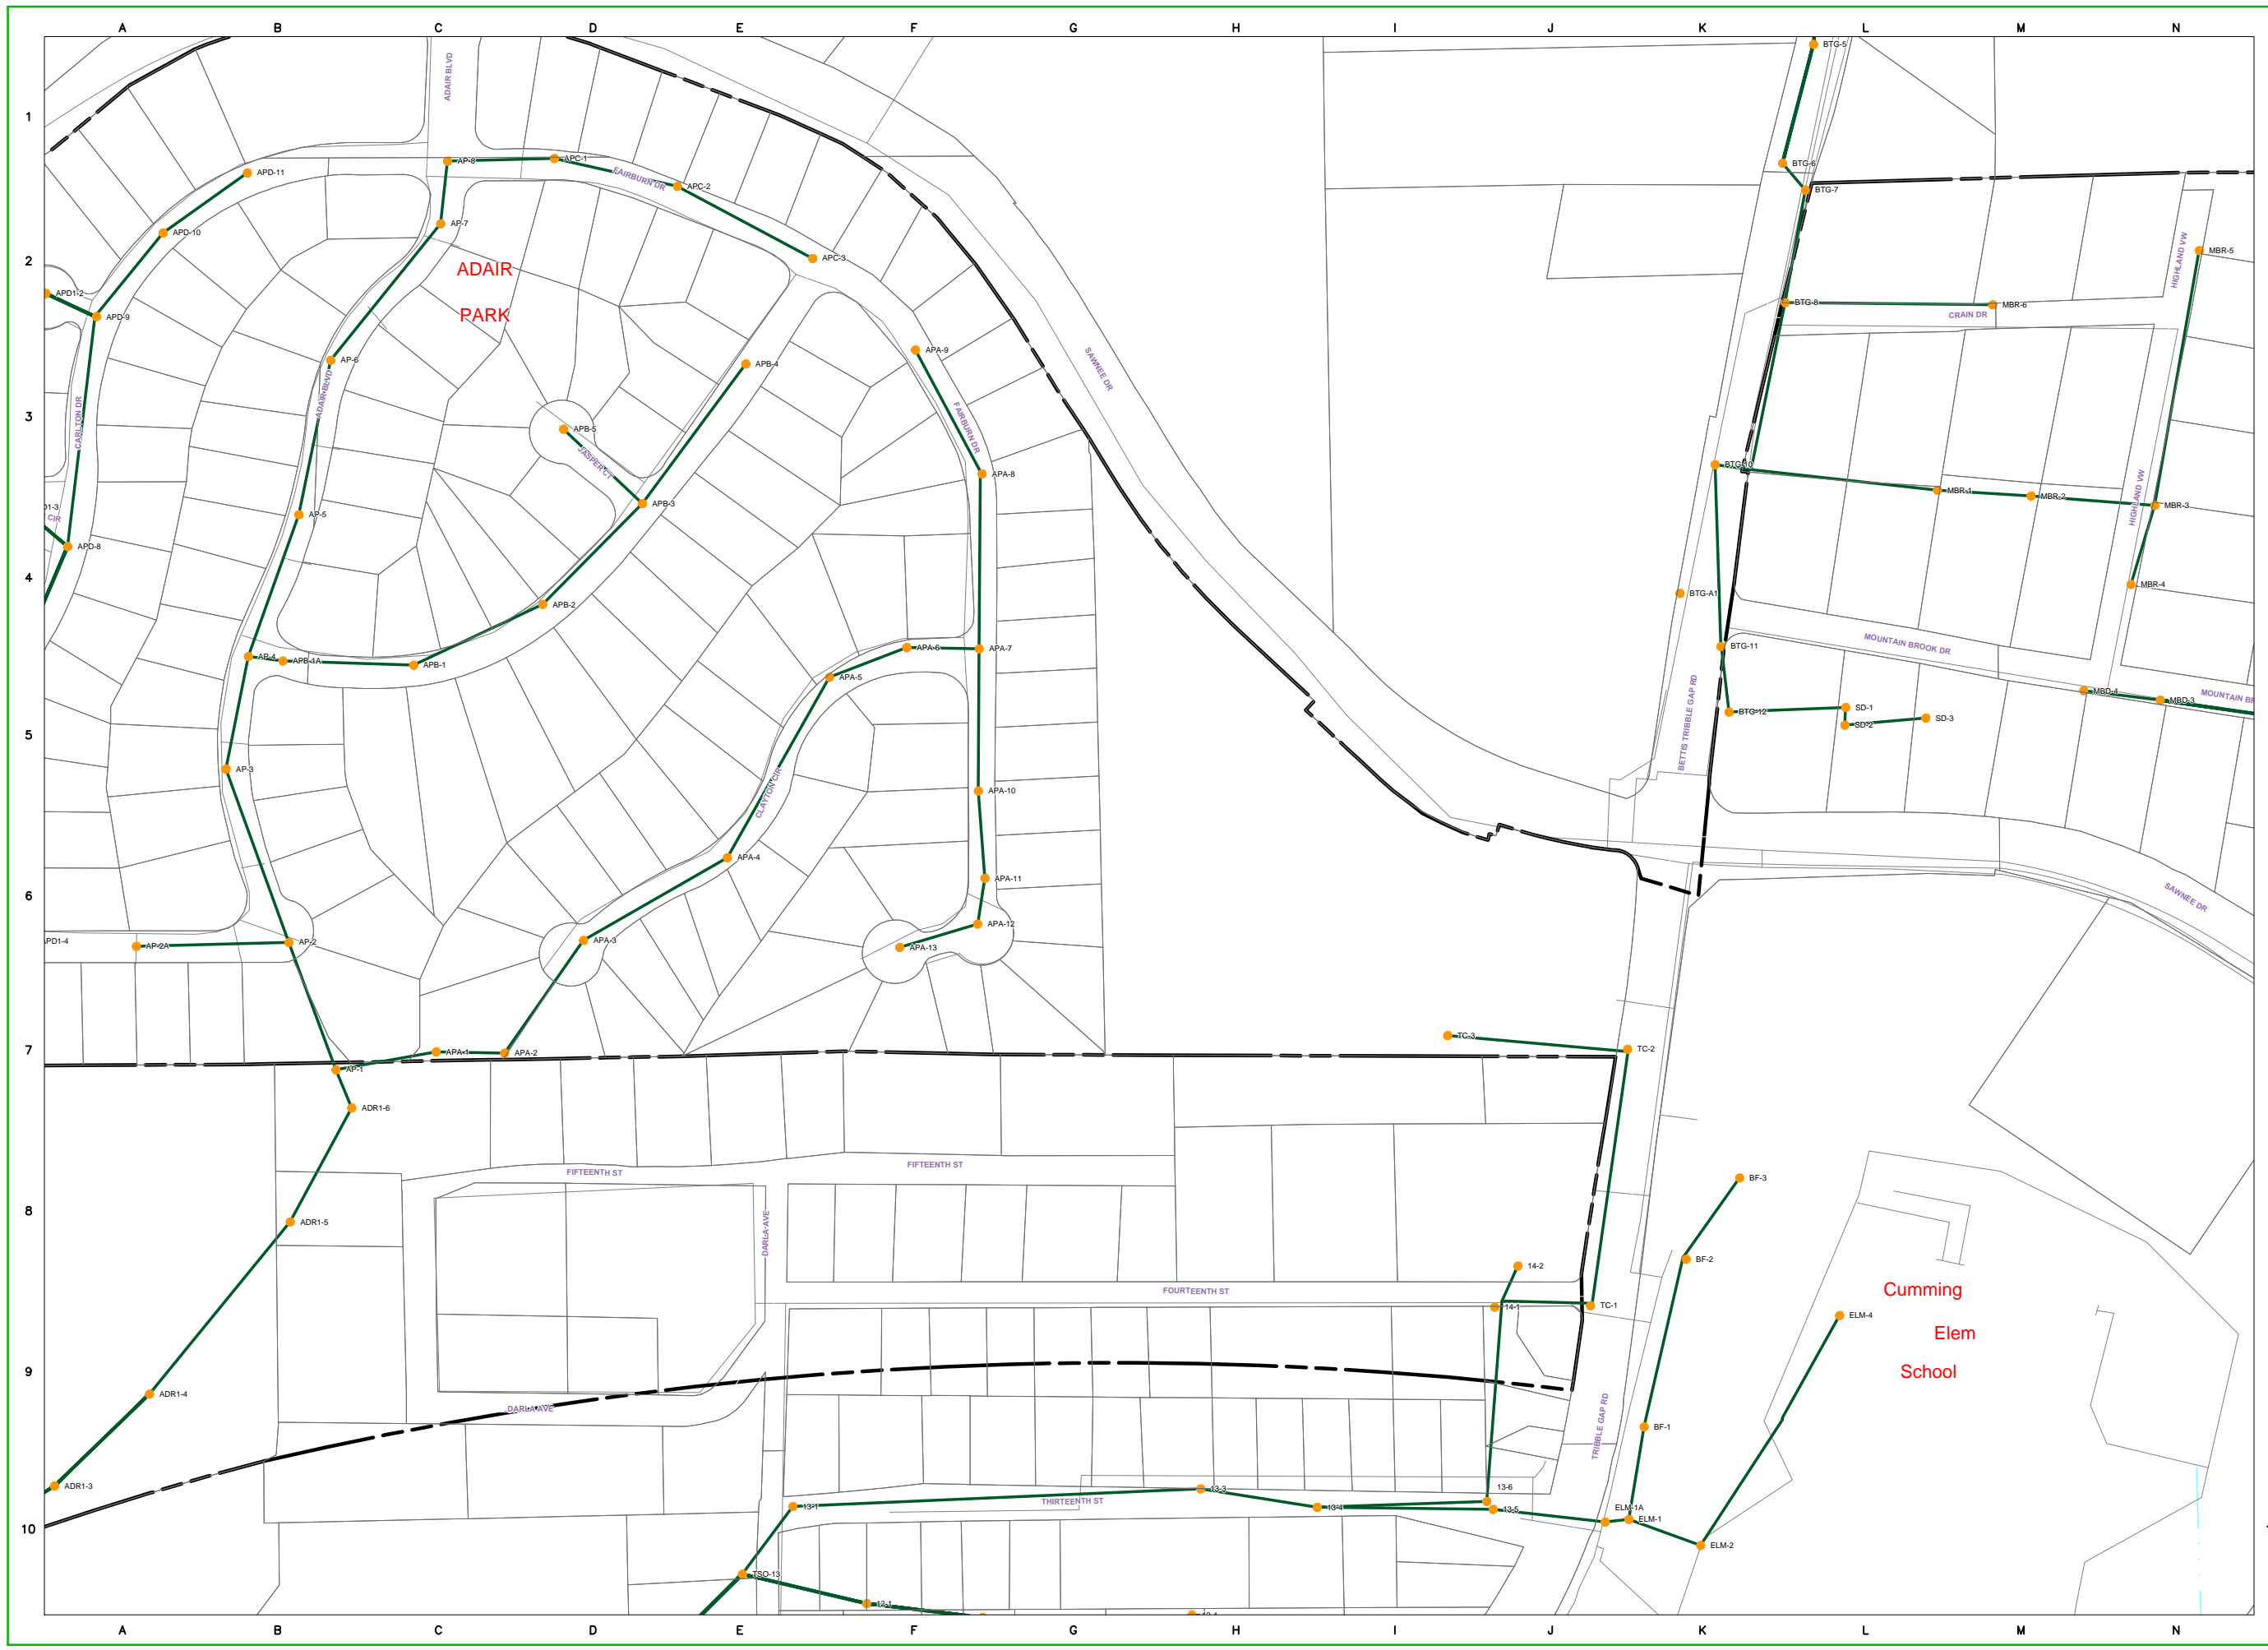 A B C D E F G H I J K L M N
BTG-5
ADAIR BLVD
1
BTG-6
AP-8
APC-1
APD-11
FAIRBURN DR
APC-2
BTG-7
AP-7
APD-10
MBR-5
HIGHLAND VW
APC-3
2
ADAIR
APD1-2
BTG-8
MBR-6
PARK
APD-9
CRAIN DR
APA-9
SAWNEE DR
AP-6
APB-4
ADAIR BLVD
3
CARLTON DR
FAIRBURN DR
APB-5
JASPER CT
BTG-10
APA-8
MBR-1
MBR-2
APB-3
MBR-3
D1-3
HIGHLAND VW
AP-5
CIR
APD-8
4
MBR-4
BTG-A1
APB-2
MOUNTAIN BROOK DR
BTG-11
APA-6
APA-7
AP-4
APB-1A
APB-1
APA-5
MBD-4
MOUNTAIN BR
MBD-3
SD-1
BTG-12
SD-3
SD-2
BETTIS TRIBBLE GAP RD
5
AP-3
CLAYTON CIR
APA-10
APA-4
APA-11
6
SAWNEE DR
APA-12
APA-3
PD1-4
AP-2
AP-2A
APA-13
TC-3
TC-2
7
APA-1
APA-2
AP-1
ADR1-6
FIFTEENTH ST
FIFTEENTH ST
BF-3
8
ADR1-5
DARLA AVE
BF-2
14-2
Cumming
FOURTEENTH ST
TC-1
14-1
ELM-4
Elem
9
School
ADR1-4
DARLA AVE
BF-1
TRIBBLE GAP RD
ADR1-3
13-3
13-6
THIRTEENTH ST
13-1
13-4
13-5
ELM-1A
ELM-1
10
ELM-2
TSO-13
12-1
A B C D E F G H I J K L M N